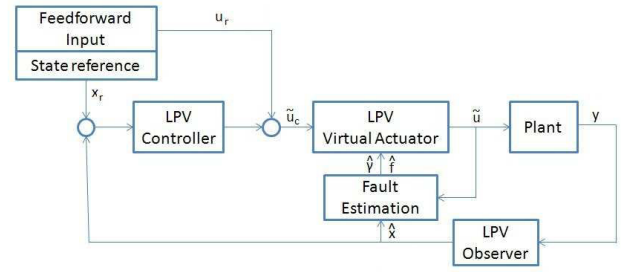 Feedforward
Input
State reference
u_r
x_r
LPV
Controller
ũ_c
LPV
Virtual Actuator
ũ
Plant
y
γ̂ f̂
Fault
Estimation
x̂
LPV
Observer